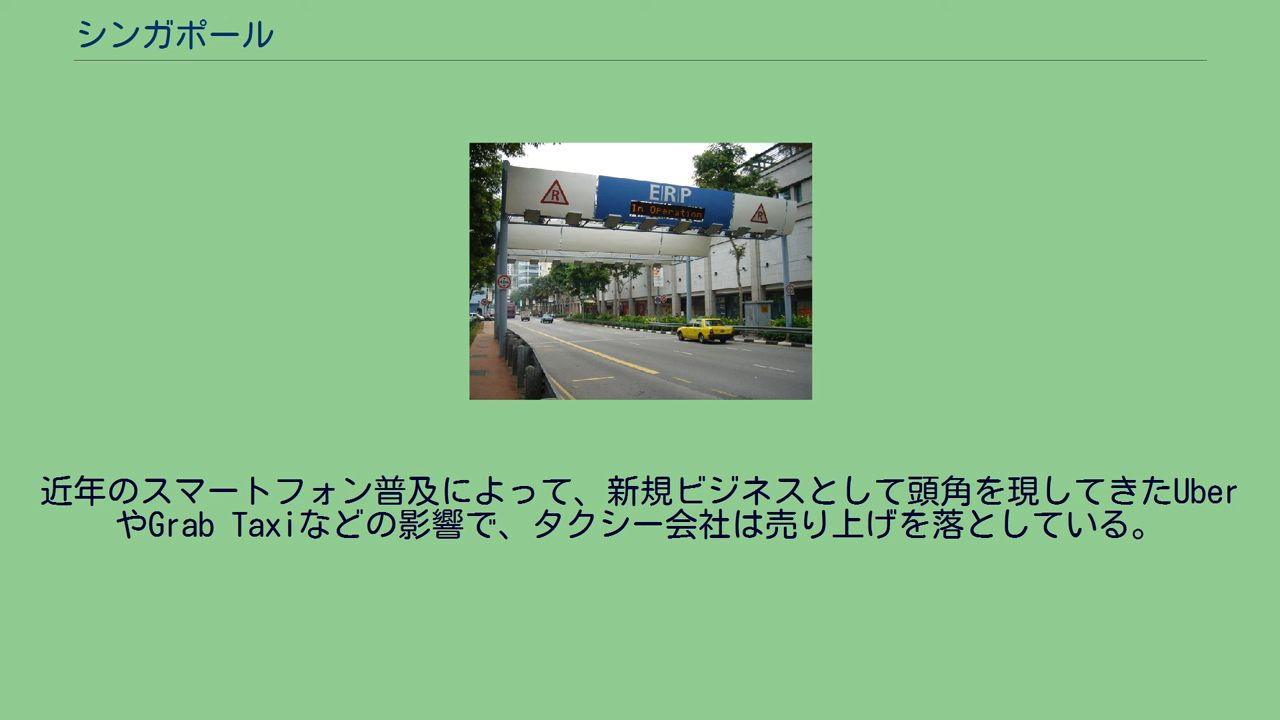 シンガポール
ERP
In Operation
R
R
近年のスマートフォン普及によって、新規ビジネスとして頭角を現してきたUber
やGrab Taxiなどの影響で、タクシー会社は売り上げを落としている。